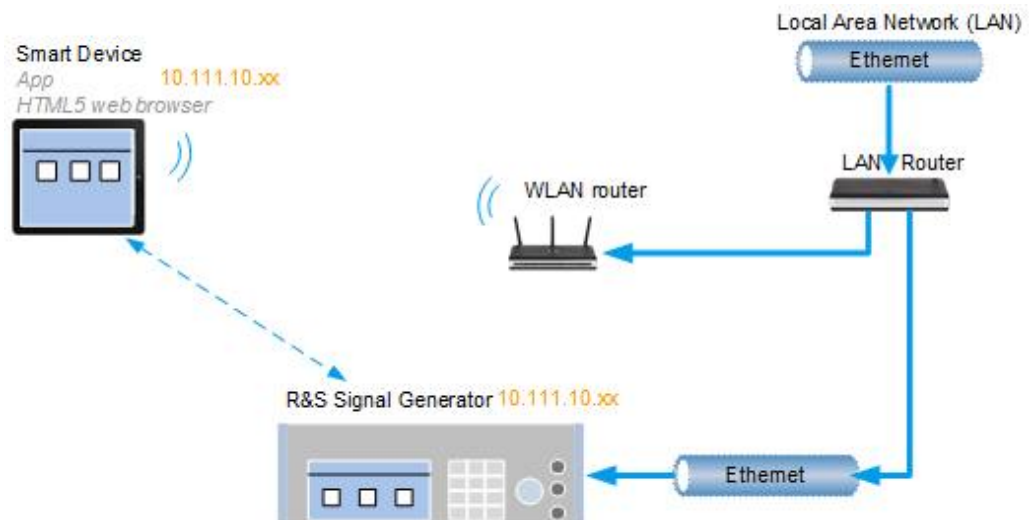 Local Area Network (LAN)
Ethernet
Smart Device
App
10.111.10.xx
HTML5 web browser
LAN Router
WLAN router
R&S Signal Generator 10.111.10.xx
Ethernet